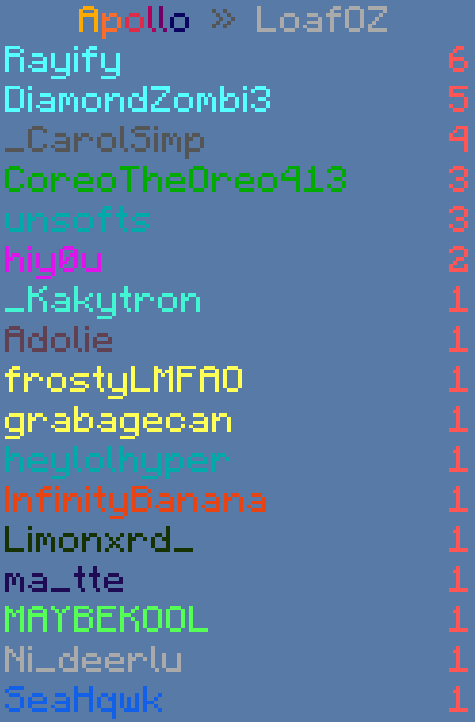 Apollo » LoafOZ
Rayify 6
DiamondZombi3 5
_CarolSimp 4
CoreoTheOreo413 3
unsofts 3
hiy0u 2
_Kakytron 1
Adolie 1
frostyLMFAO 1
grabagecan 1
heylolhyper 1
InfinityBanana 1
Limonxrd_ 1
ma_tte 1
MAYBEKOOL 1
Ni_deerlu 1
SeaHqwk 1